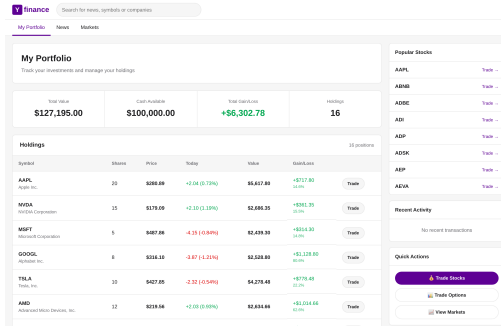 Y finance
Search for news, symbols or companies
My Portfolio
News
Markets
My Portfolio
Track your investments and manage your holdings
Total Value
$127,195.00
Cash Available
$100,000.00
Total Gain/Loss
+$6,302.78
Holdings
16
Holdings
16 positions
Symbol Shares Price Today Value Gain/Loss
AAPL 20 $280.89 +2.04 (0.73%) $5,617.80 +$717.80 Trade
Apple Inc.
NVDA 15 $179.09 +2.10 (1.19%) $2,686.35 +$361.35 Trade
NVIDIA Corporation
MSFT 5 $487.86 -4.15 (-0.84%) $2,439.30 +$314.30 Trade
Microsoft Corporation
GOOGL 8 $316.10 -3.87 (-1.21%) $2,528.80 +$1,128.80 Trade
Alphabet Inc.
TSLA 10 $427.85 -2.32 (-0.54%) $4,278.48 +$778.48 Trade
Tesla, Inc.
AMD 12 $219.56 +2.03 (0.93%) $2,634.66 +$1,014.66 Trade
Advanced Micro Devices, Inc.
Popular Stocks
AAPL Trade →
ABNB Trade →
ADBE Trade →
ADI Trade →
ADP Trade →
ADSK Trade →
AEP Trade →
AEVA Trade →
Recent Activity
No recent transactions
Quick Actions
Trade Stocks
Trade Options
View Markets